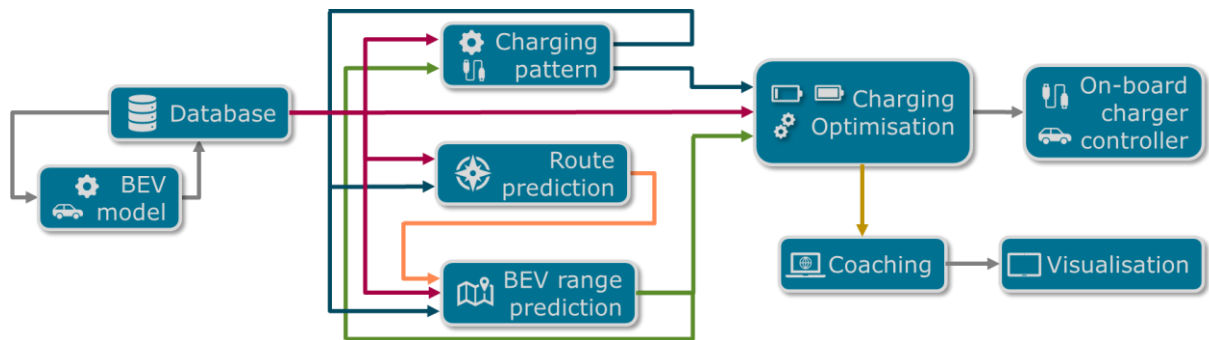 Charging
pattern
Database
Charging
Optimisation
On-board
charger
controller
Route
prediction
BEV
model
BEV range
prediction
Coaching
Visualisation